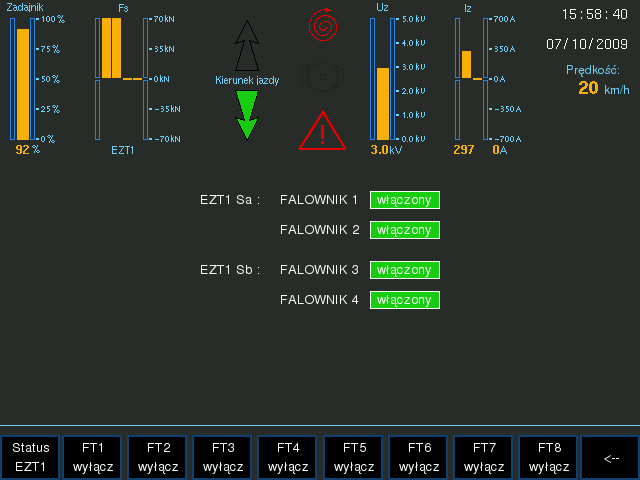 Zadajnik
100 %
75 %
50 %
25 %
0 %
92 %
Fs
70kN
35kN
0kN
-35kN
-70kN
EZT1
Kierunek jazdy
Uz
5.0 kV
4.0 kV
3.0 kV
2.0 kV
1.0 kV
0.0 kV
3.0kV
Iz
700 A
350 A
0 A
-350 A
-700 A
297 0A
15:58:40
07/10/2009
Prędkość:
20 km/h
EZT1 Sa : FALOWNIK 1 włączony
FALOWNIK 2 włączony
EZT1 Sb : FALOWNIK 3 włączony
FALOWNIK 4 włączony
Status
EZT1
FT1
wyłącz
FT2
wyłącz
FT3
wyłącz
FT4
wyłącz
FT5
wyłącz
FT6
wyłącz
FT7
wyłącz
FT8
wyłącz
<--